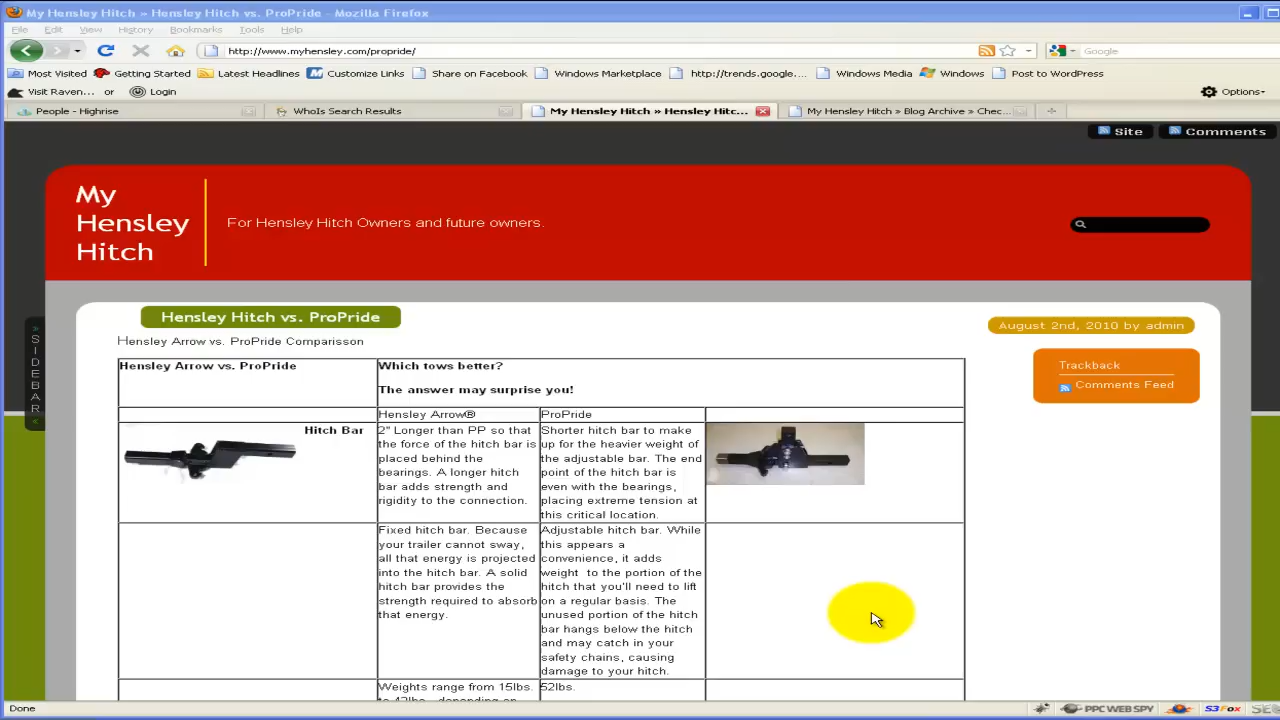 My Hensley Hitch » Hensley Hitch vs. ProPride - Mozilla Firefox
File Edit View History Bookmarks Tools Help
http://www.myhensley.com/propride/
Google
Most Visited Getting Started Latest Headlines Customize Links Share on Facebook Windows Marketplace http://trends.google,... Windows Media Windows Post to WordPress
Visit Raven... or Login Options
People - Highrise WhoIs Search Results My Hensley Hitch » Hensley Hitc... My Hensley Hitch » Blog Archive » Chec...
Site Comments
My
Hensley
Hitch
For Hensley Hitch Owners and future owners.
Hensley Hitch vs. ProPride
August 2nd, 2010 by admin
Hensley Arrow vs. ProPride Comparisson
Trackback
Comments Feed
» SIDEBAR «
Hensley Arrow vs. ProPride
Which tows better?
The answer may surprise you!
Hensley Arrow®
ProPride
Hitch Bar
2" Longer than PP so that
the force of the hitch bar is
placed behind the
bearings. A longer hitch
bar adds strength and
rigidity to the connection.
Shorter hitch bar to make
up for the heavier weight of
the adjustable bar. The end
point of the hitch bar is
even with the bearings,
placing extreme tension at
this critical location.
Fixed hitch bar. Because
your trailer cannot sway,
all that energy is projected
into the hitch bar. A solid
hitch bar provides the
strength required to absorb
that energy.
Adjustable hitch bar. While
this appears a
convenience, it adds
weight to the portion of the
hitch that you'll need to lift
on a regular basis. The
unused portion of the hitch
bar hangs below the hitch
and may catch in your
safety chains, causing
damage to your hitch.
Weights range from 15lbs.
to 42lbs., depending on
52lbs.
Done
PPC WEB SPY S3Fox SE